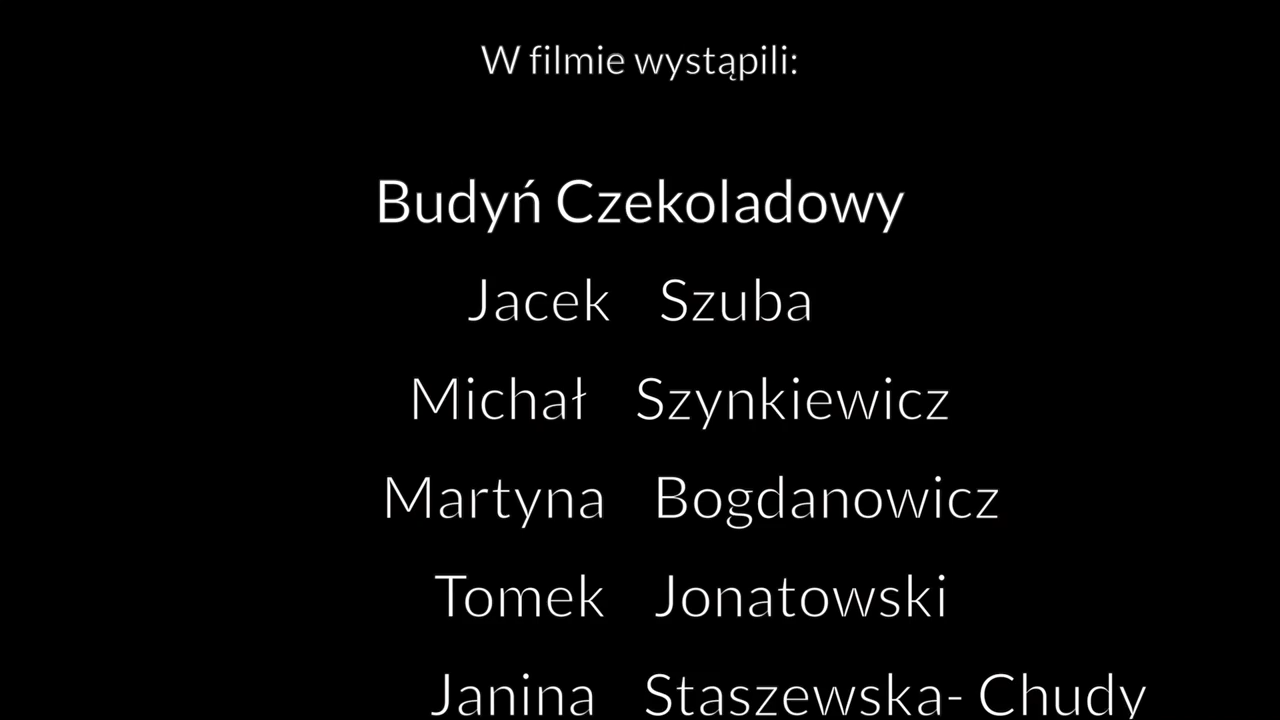 W filmie wystąpili:
Budyń Czekoladowy
Jacek Szuba
Michał Szynkiewicz
Martyna Bogdanowicz
Tomek Jonatowski
Janina Staszewska- Chudy